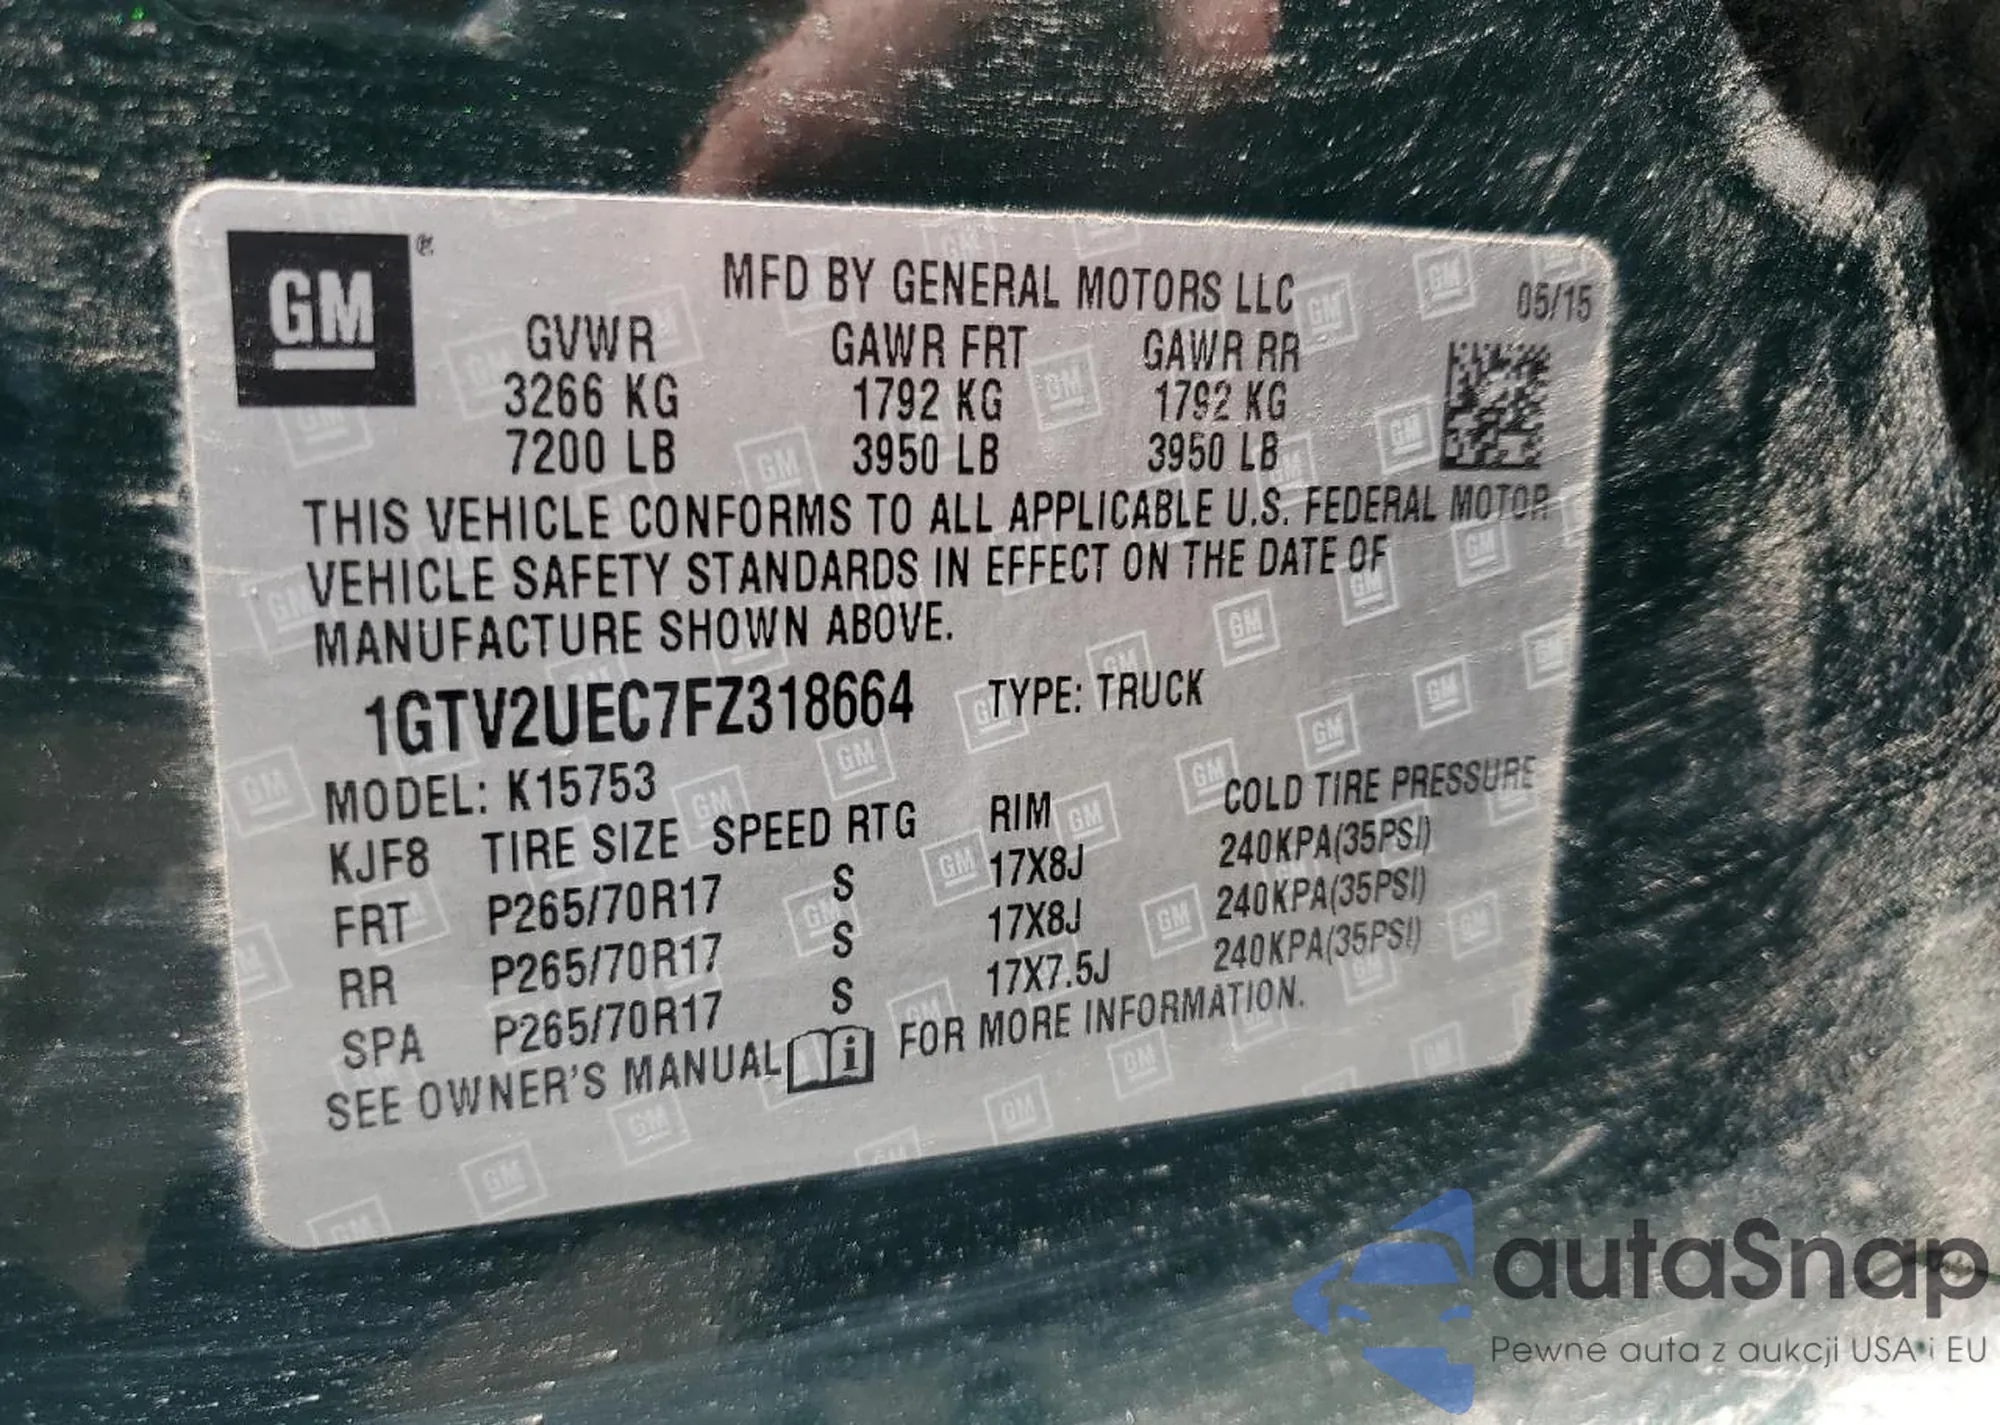 GM®
MFD BY GENERAL MOTORS LLC
05/15
GVWR GAWR FRT GAWR RR
3266 KG 1792 KG 1792 KG
7200 LB 3950 LB 3950 LB
THIS VEHICLE CONFORMS TO ALL APPLICABLE U.S. FEDERAL MOTOR
VEHICLE SAFETY STANDARDS IN EFFECT ON THE DATE OF
MANUFACTURE SHOWN ABOVE.
1GTV2UEC7FZ318664 TYPE: TRUCK
MODEL: K15753
KJF8 TIRE SIZE SPEED RTG RIM COLD TIRE PRESSURE
FRT P265/70R17 S 17X8J 240KPA(35PSI)
RR P265/70R17 S 17X8J 240KPA(35PSI)
SPA P265/70R17 S 17X7.5J 240KPA(35PSI)
SEE OWNER'S MANUAL i FOR MORE INFORMATION.
autaSnap
Pewne auta z aukcji USA i EU